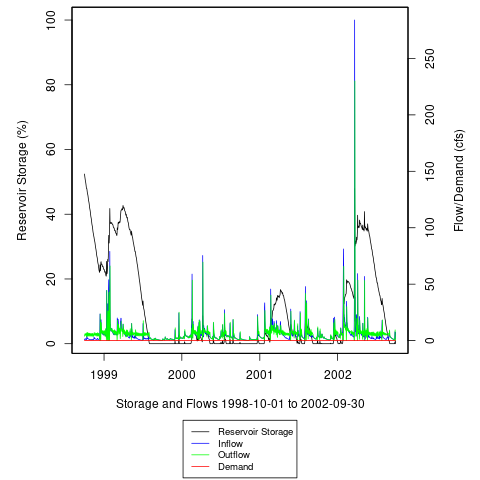 100
80
60
40
20
0
Reservoir Storage (%)
250
200
150
100
50
0
Flow/Demand (cfs)
1999 2000 2001 2002
Storage and Flows 1998-10-01 to 2002-09-30
Reservoir Storage
Inflow
Outflow
Demand